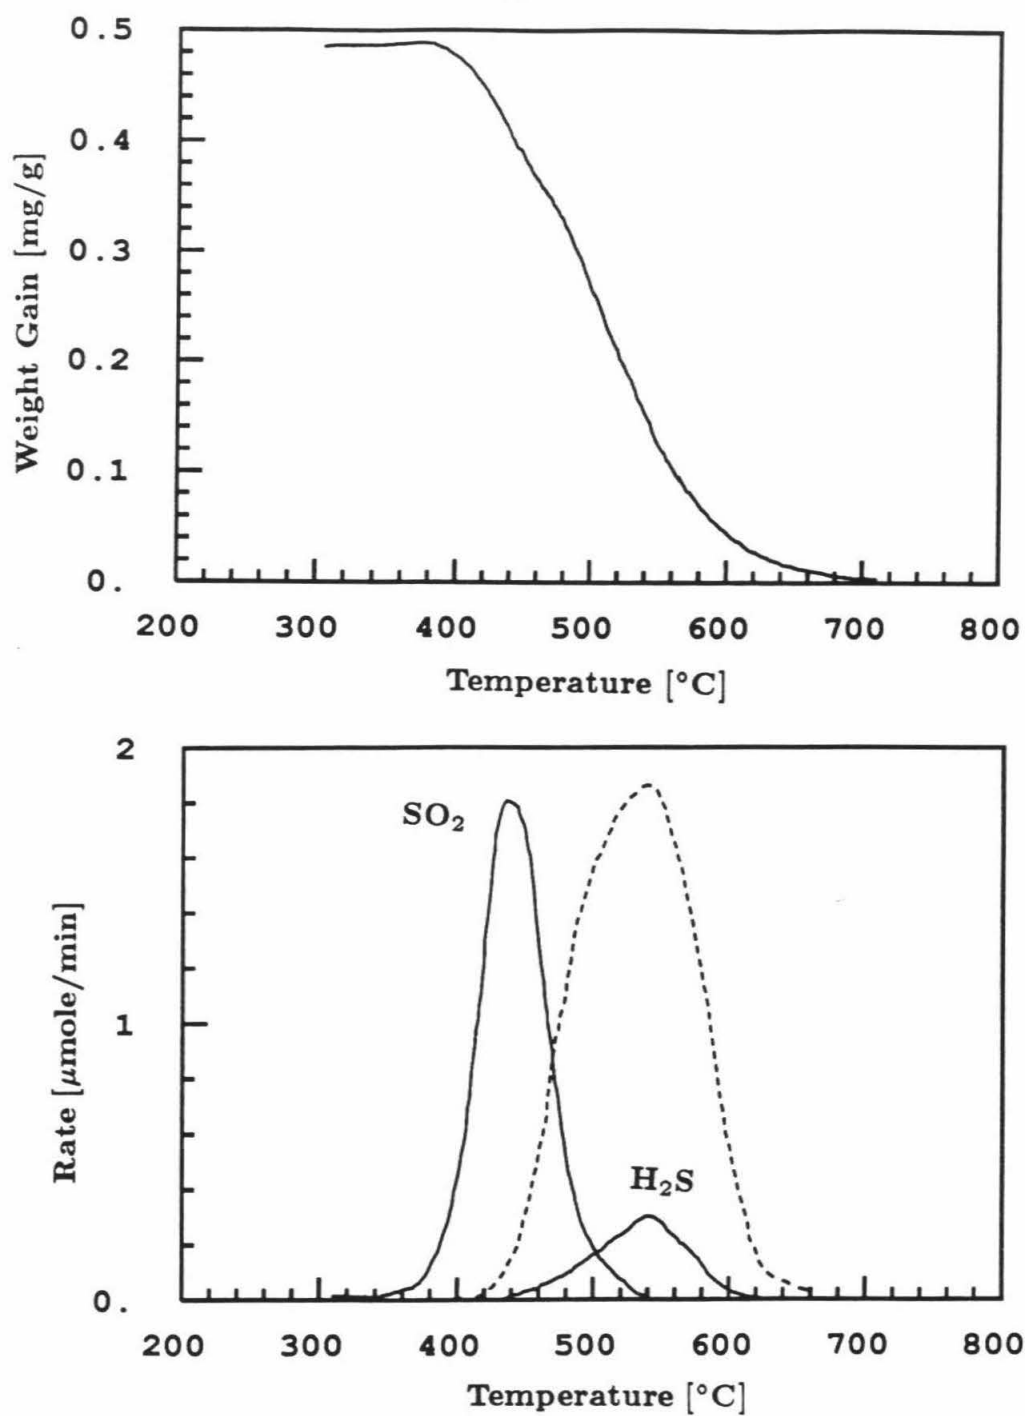 0.5
0.4
0.3
0.2
0.1
0.
Weight Gain [mg/g]
200 300 400 500 600 700 800
Temperature [°C]
2
1
0.
Rate [μmole/min]
SO₂
H₂S
200 300 400 500 600 700 800
Temperature [°C]